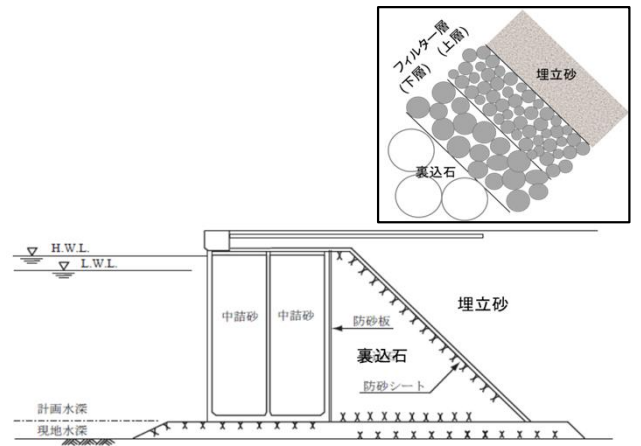 フィルター層
(上層)
(下層)
埋立砂
裏込石
H.W.L.
L.W.L.
中詰砂
中詰砂
防砂板
埋立砂
裏込石
防砂シート
計画水深
現地水深